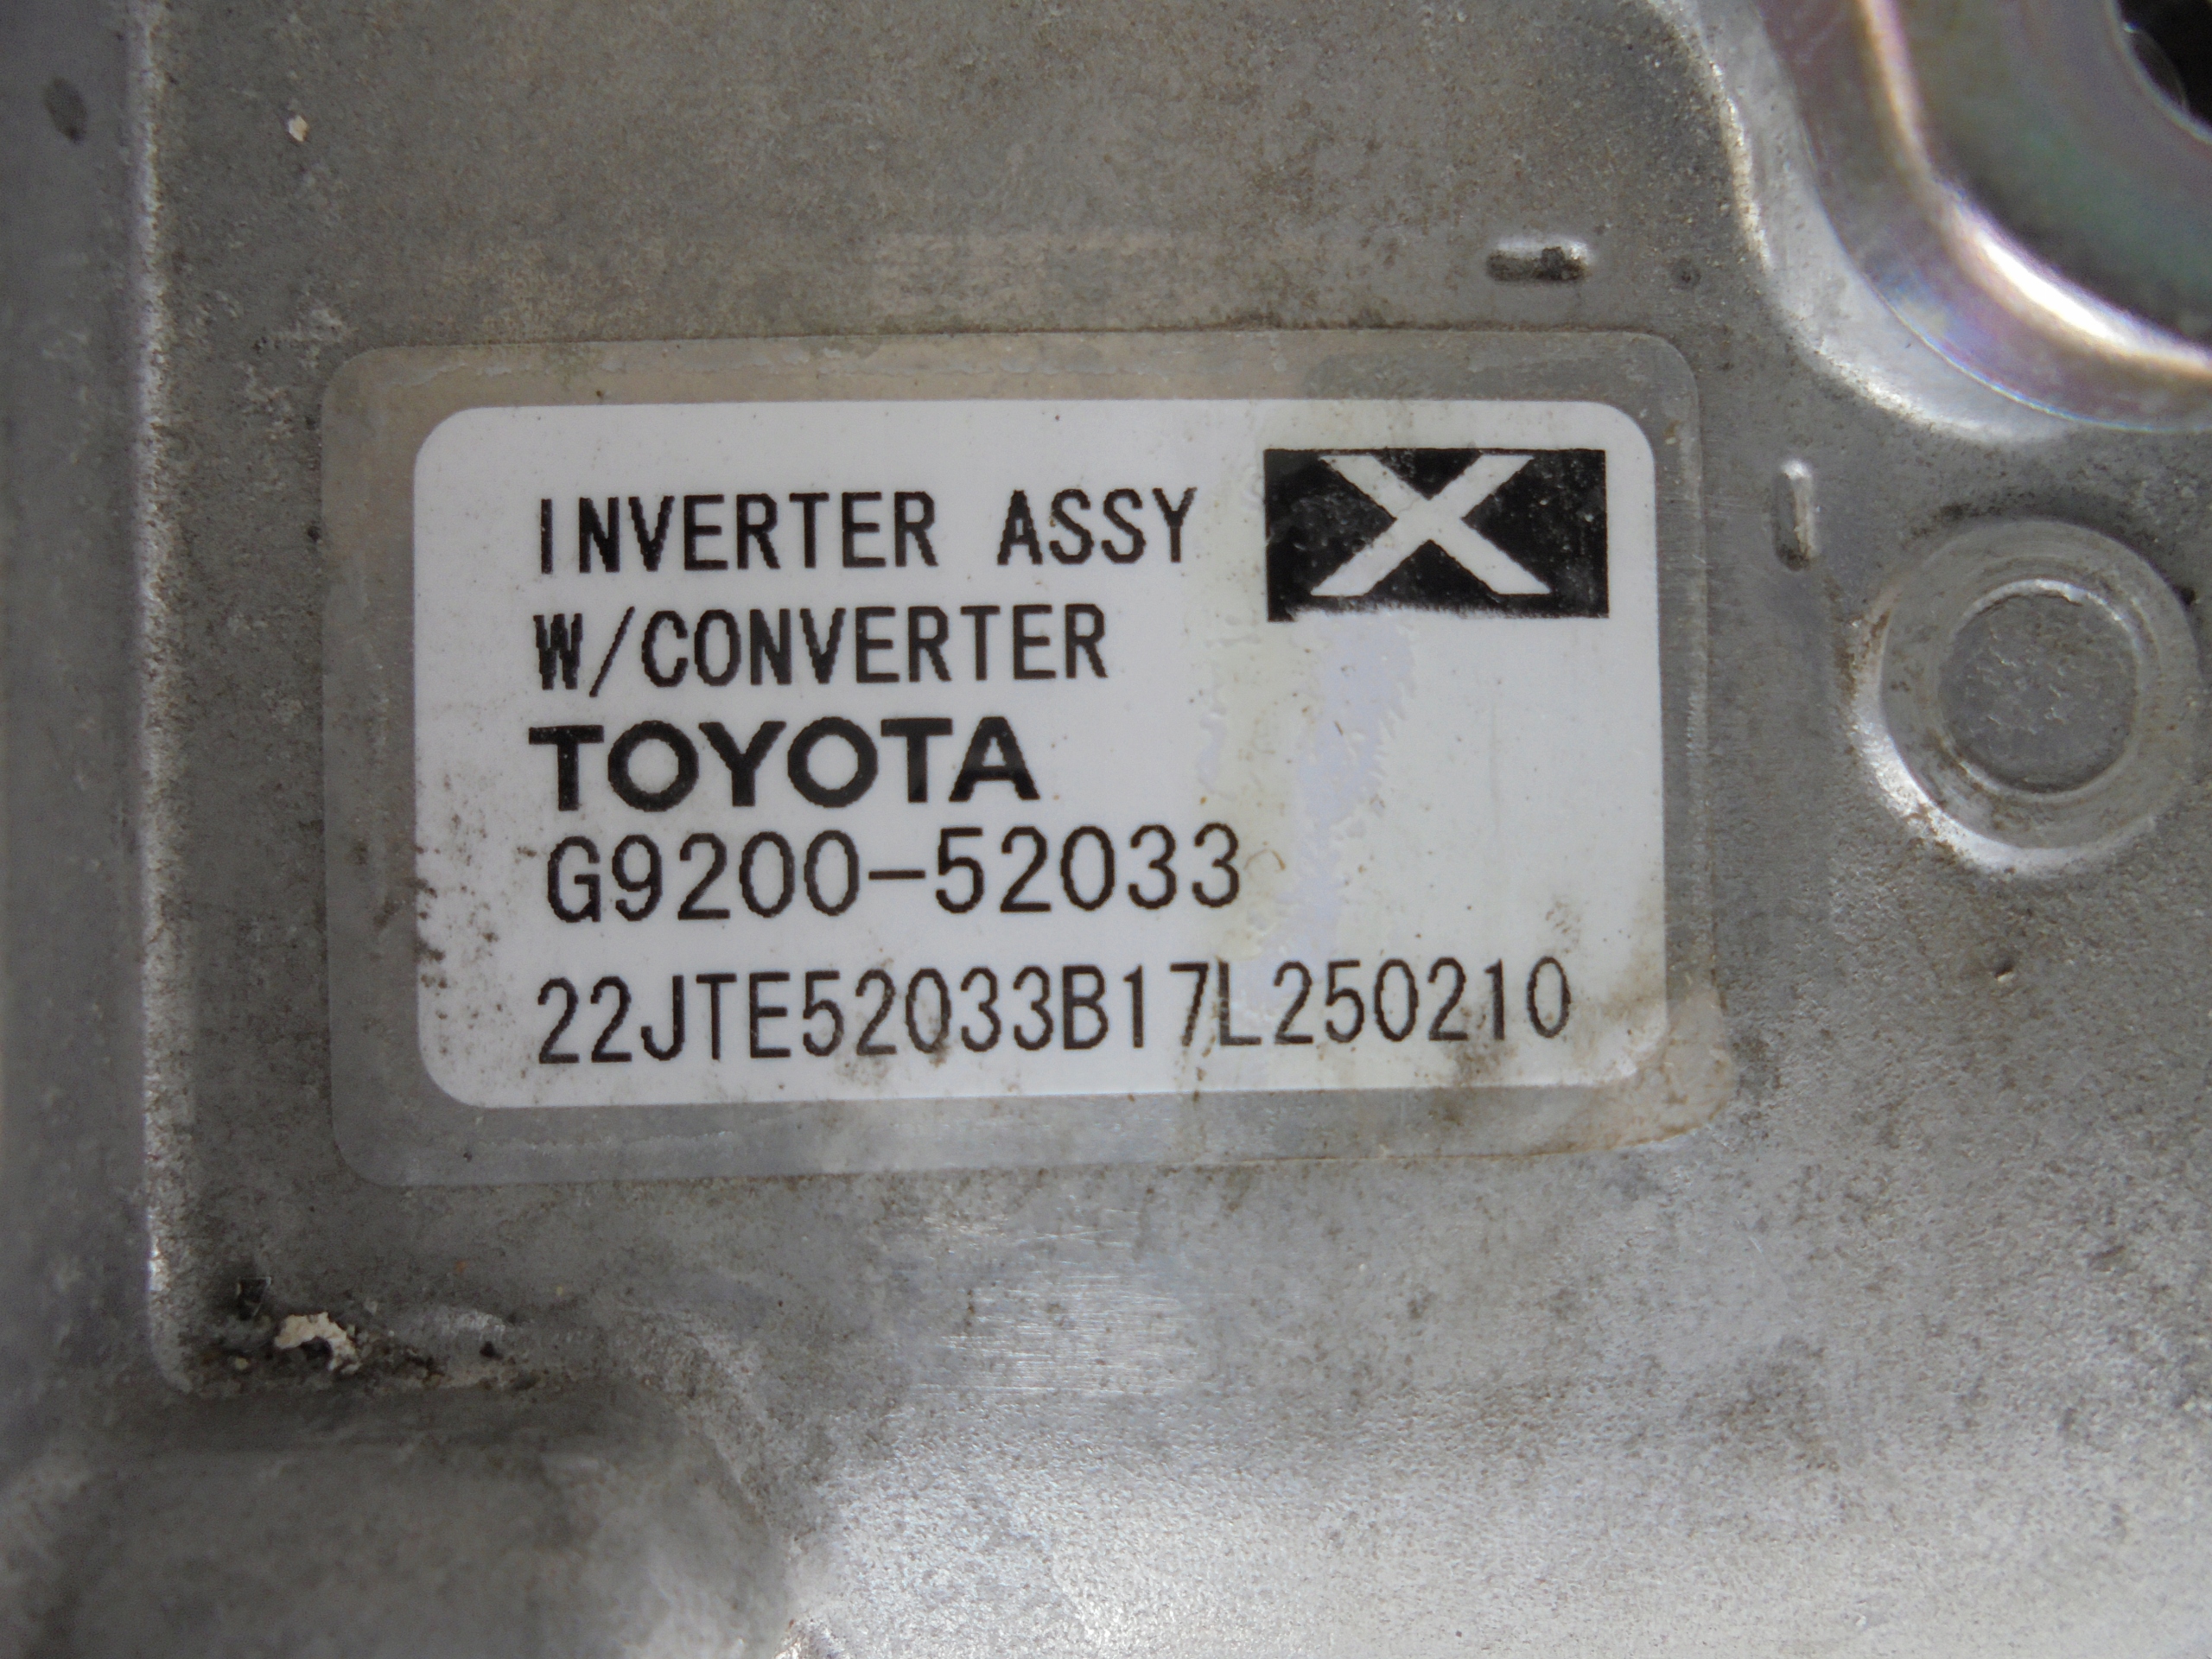 INVERTER ASSY X
W/CONVERTER
TOYOTA
G9200-52033
22JTE52033B17L250210